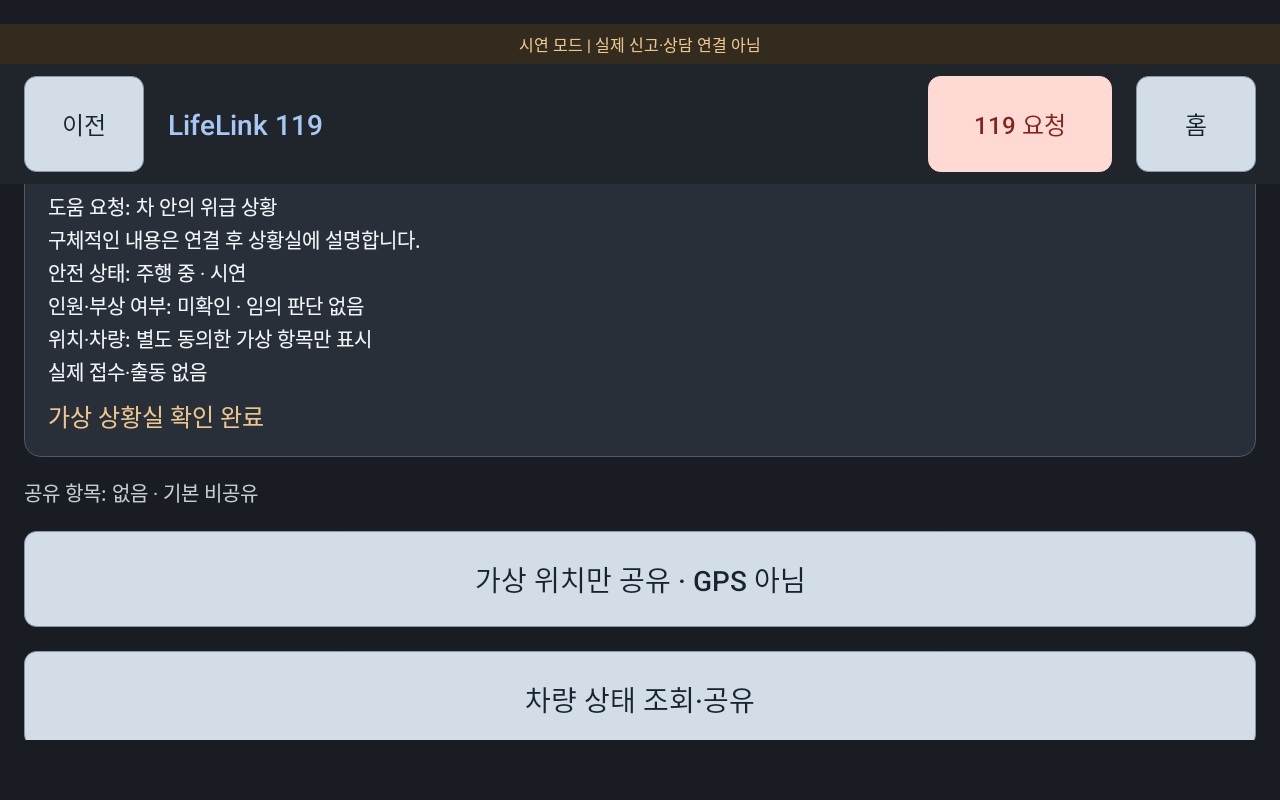 시연 모드 | 실제 신고·상담 연결 아님
이전
LifeLink 119
119 요청
홈
도움 요청: 차 안의 위급 상황
구체적인 내용은 연결 후 상황실에 설명합니다.
안전 상태: 주행 중 · 시연
인원·부상 여부: 미확인 · 임의 판단 없음
위치·차량: 별도 동의한 가상 항목만 표시
실제 접수·출동 없음
가상 상황실 확인 완료
공유 항목: 없음 · 기본 비공유
가상 위치만 공유 · GPS 아님
차량 상태 조회·공유